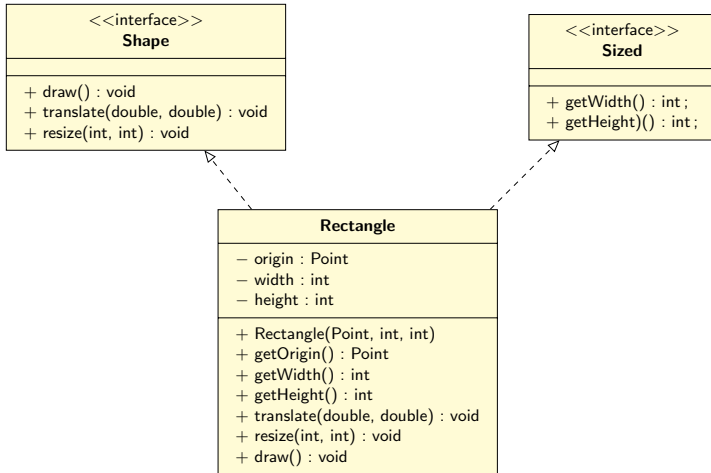 <<interface>>
Shape
+ draw() : void
+ translate(double, double) : void
+ resize(int, int) : void
<<interface>>
Sized
+ getWidth() : int ;
+ getHeight)() : int ;
Rectangle
− origin : Point
− width : int
− height : int
+ Rectangle(Point, int, int)
+ getOrigin() : Point
+ getWidth() : int
+ getHeight() : int
+ translate(double, double) : void
+ resize(int, int) : void
+ draw() : void